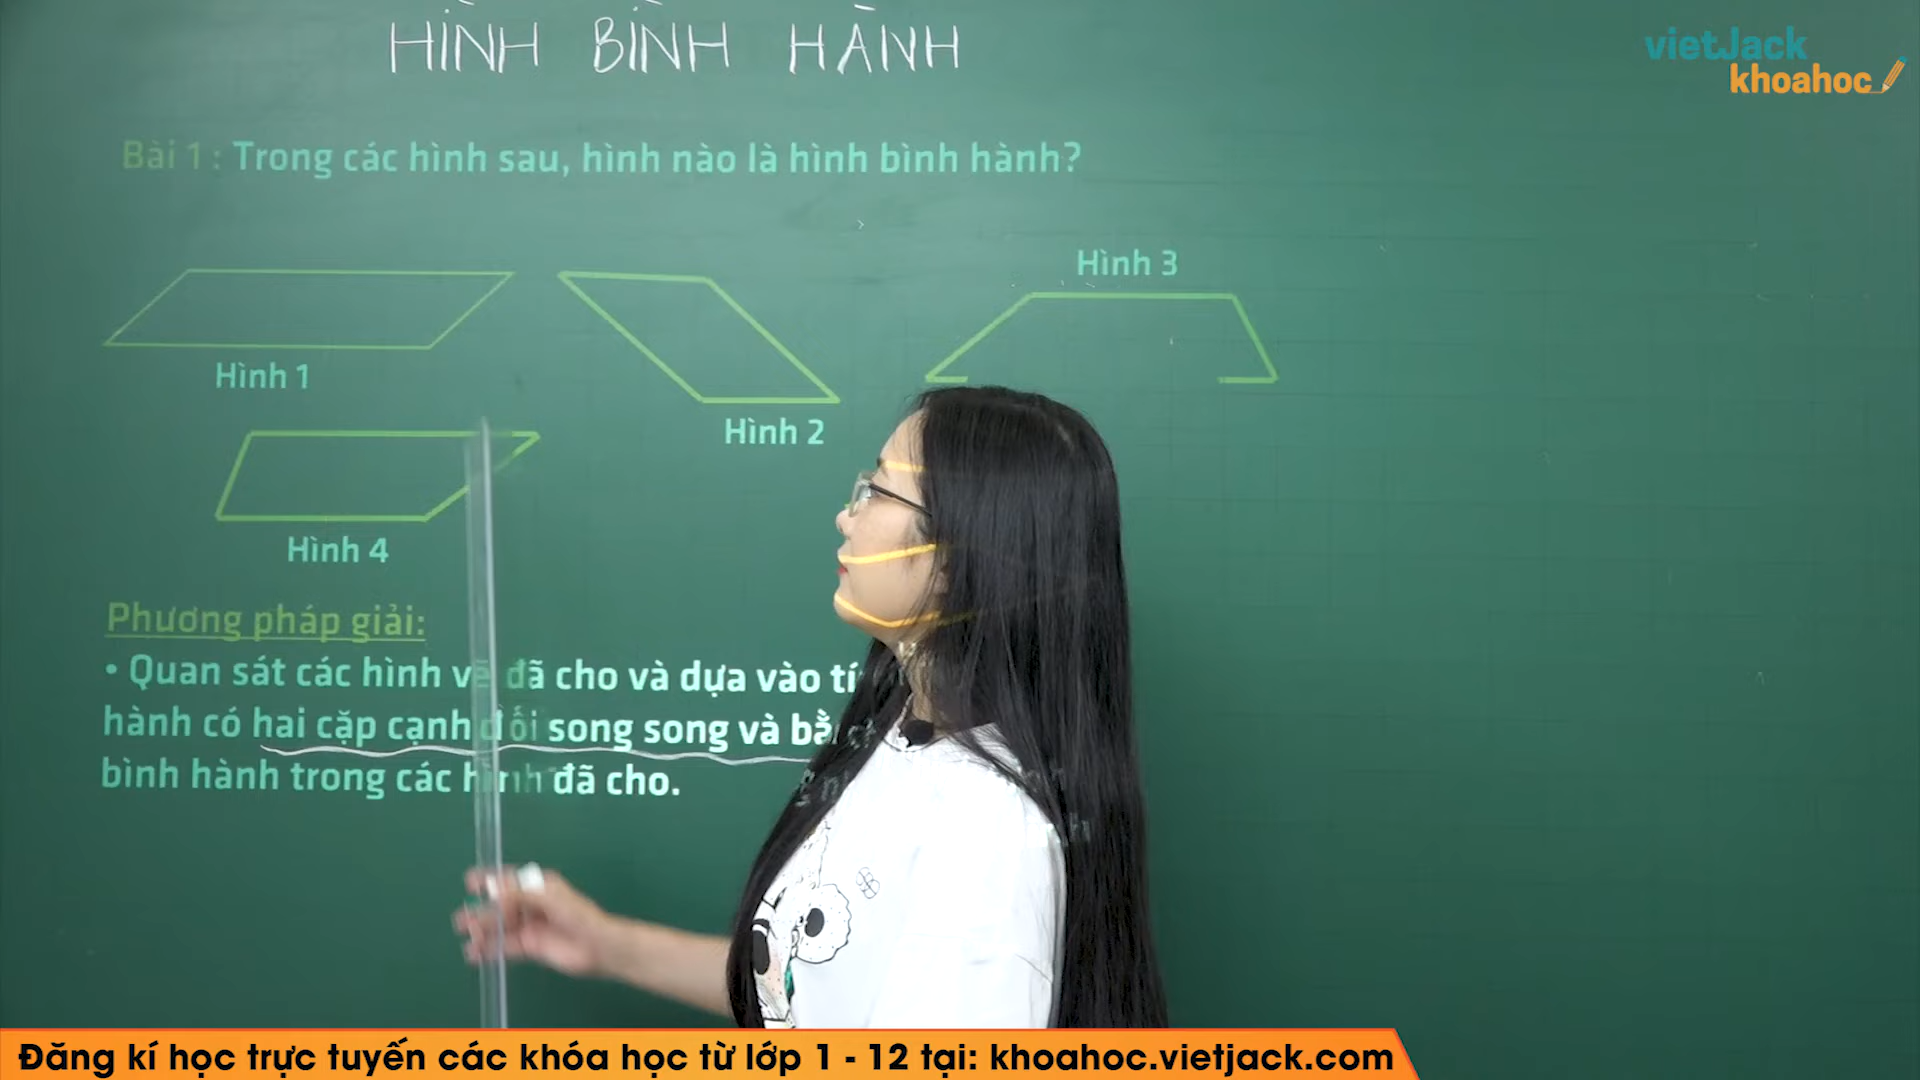 HÌNH BÌNH HÀNH
vietJack
khoahoc
Bài 1 : Trong các hình sau, hình nào là hình bình hành?
Hình 3
Hình 1
Hình 2
Hình 4
Phương pháp giải:
• Quan sát các hình vẽ đã cho và dựa vào
hành có hai cặp cạnh đối song song và
bình hành trong các hình đã cho.
Đăng kí học trực tuyến các khóa học từ lớp 1 - 12 tại: khoahoc.vietjack.com